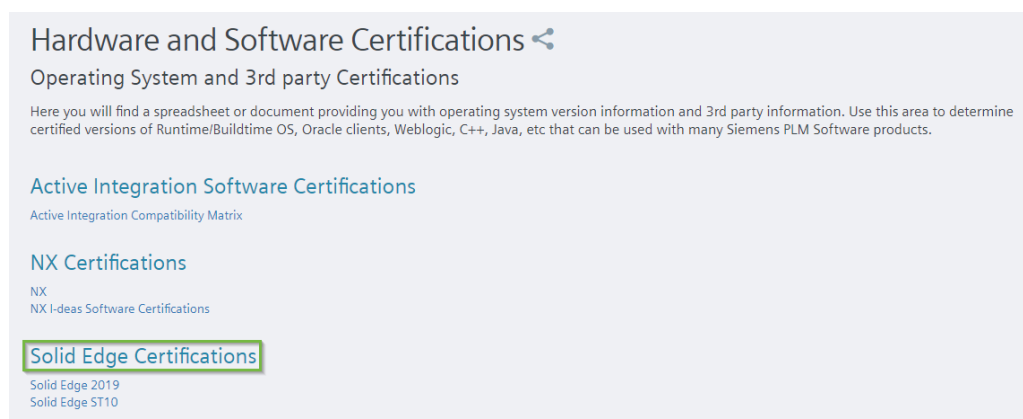 Hardware and Software Certifications
Operating System and 3rd party Certifications
Here you will find a spreadsheet or document providing you with operating system version information and 3rd party information. Use this area to determine
certified versions of Runtime/Buildtime OS, Oracle clients, Weblogic, C++, Java, etc that can be used with many Siemens PLM Software products.
Active Integration Software Certifications
Active Integration Compatibility Matrix
NX Certifications
NX
NX I-deas Software Certifications
Solid Edge Certifications
Solid Edge 2019
Solid Edge ST10